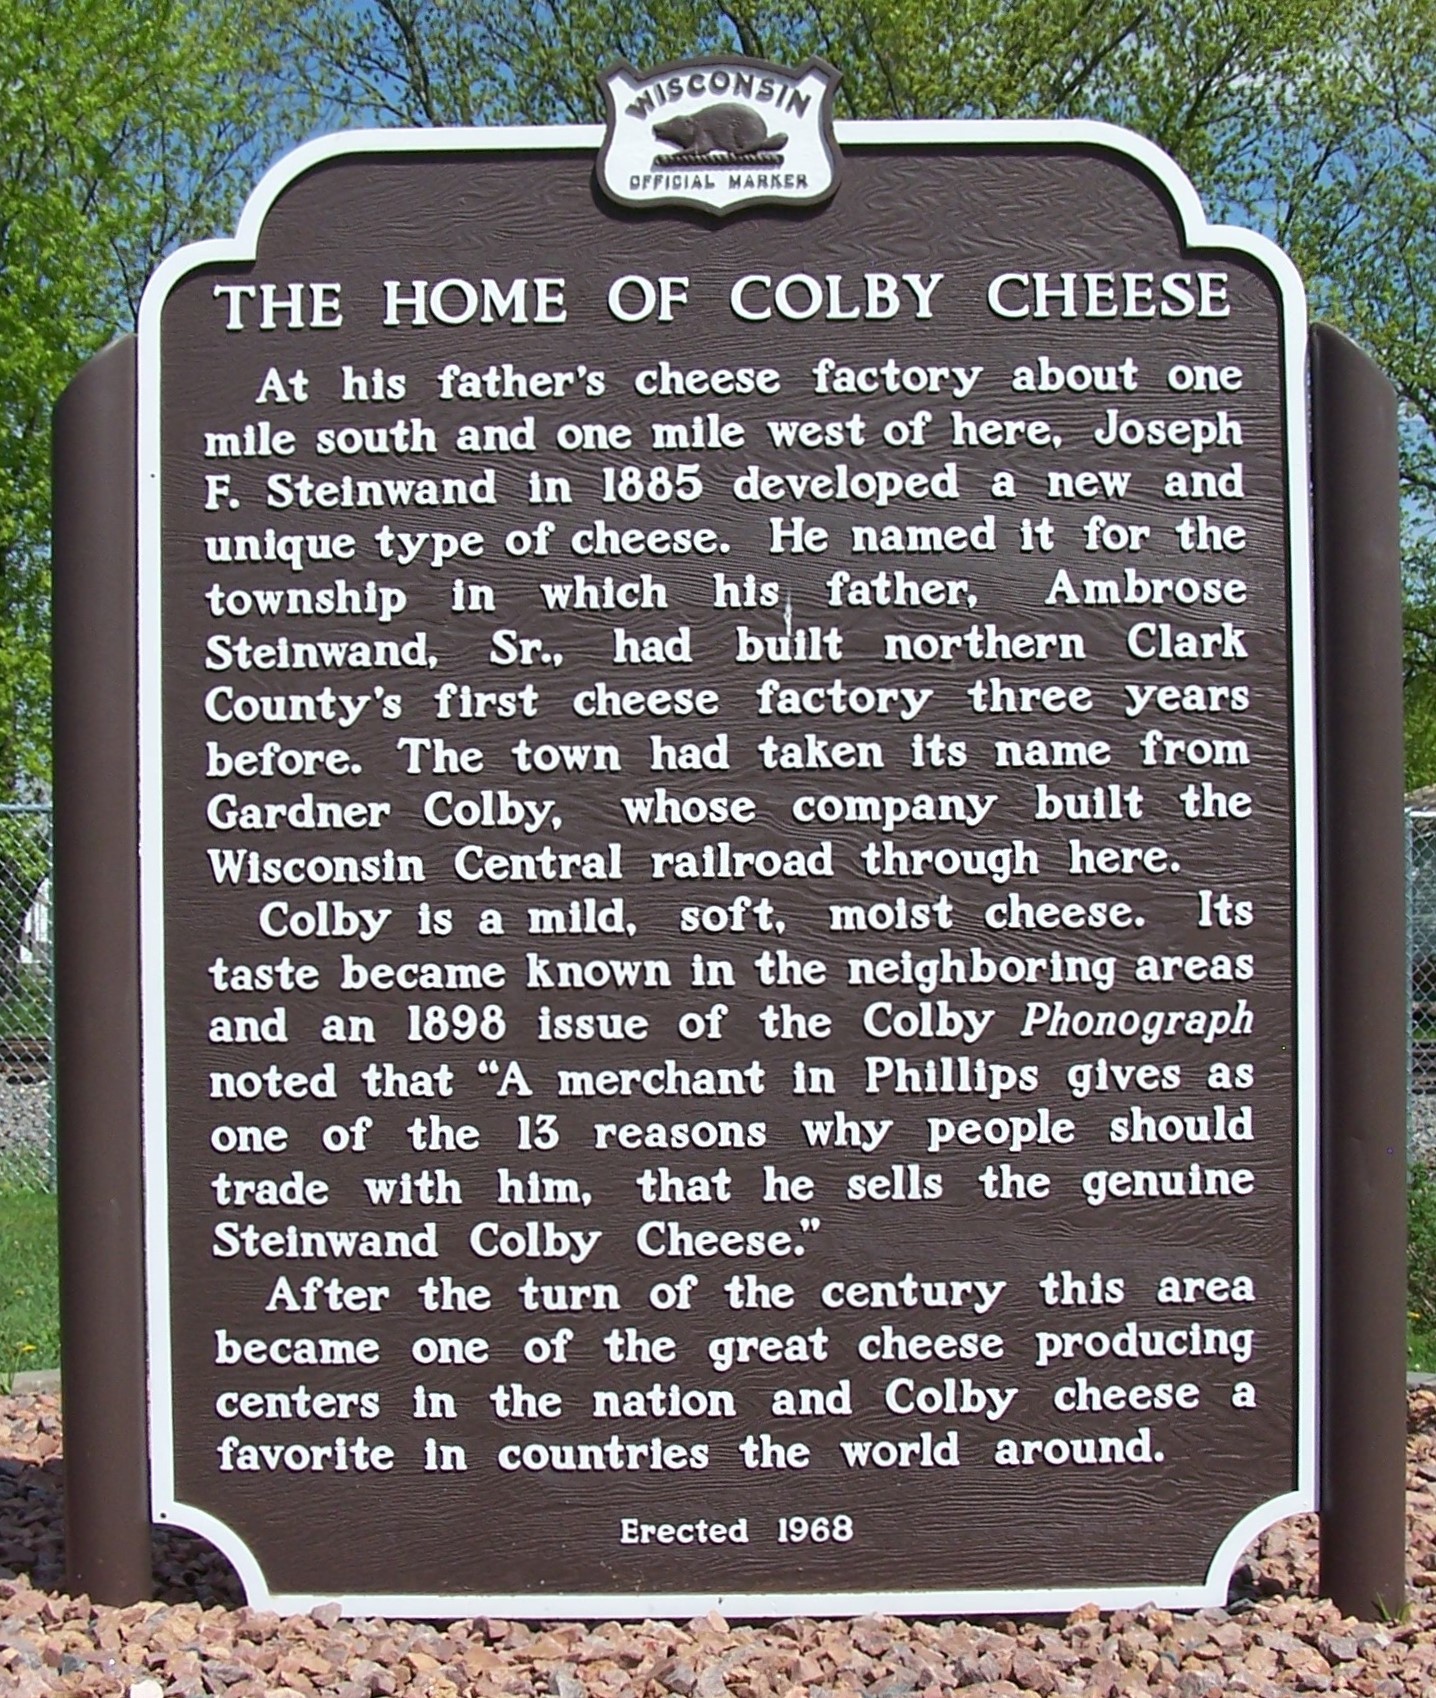 WISCONSIN
OFFICIAL MARKER
THE HOME OF COLBY CHEESE
At his father's cheese factory about one
mile south and one mile west of here, Joseph
F. Steinwand in 1885 developed a new and
unique type of cheese. He named it for the
township in which his father, Ambrose
Steinwand, Sr., had built northern Clark
County's first cheese factory three years
before. The town had taken its name from
Gardner Colby, whose company built the
Wisconsin Central railroad through here.
Colby is a mild, soft, moist cheese. Its
taste became known in the neighboring areas
and an 1898 issue of the Colby Phonograph
noted that “A merchant in Phillips gives as
one of the 13 reasons why people should
trade with him, that he sells the genuine
Steinwand Colby Cheese.”
After the turn of the century this area
became one of the great cheese producing
centers in the nation and Colby cheese a
favorite in countries the world around.
Erected 1968